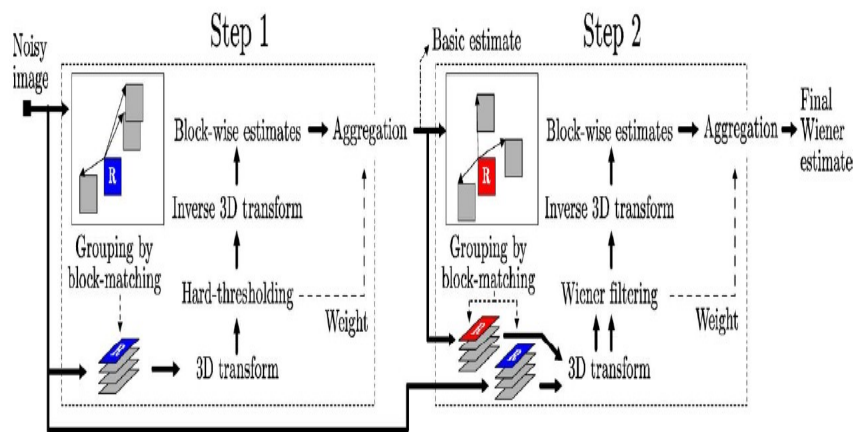 Step 1
Step 2
Noisy
image
Basic estimate
R
Block-wise estimates
Aggregation
Inverse 3D transform
Grouping by
block-matching
Hard-thresholding
Weight
3D transform
R
Block-wise estimates
Aggregation
Final
Wiener
estimate
Inverse 3D transform
Grouping by
block-matching
Wiener filtering
Weight
3D transform